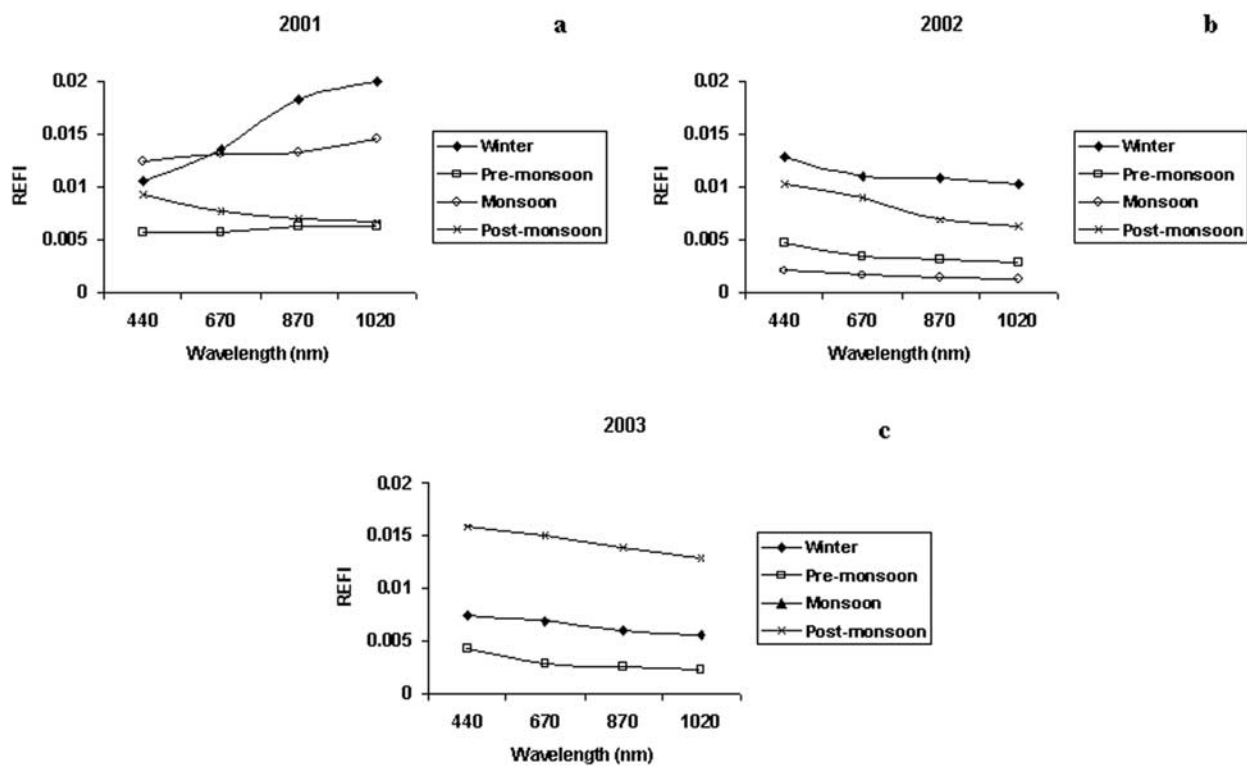 2001
a
REFI
0.02
0.015
0.01
0.005
0
440 670 870 1020
Wavelength (nm)
Winter
Pre-monsoon
Monsoon
Post-monsoon
2002
b
REFI
0.02
0.015
0.01
0.005
0
440 670 870 1020
Wavelength (nm)
Winter
Pre-monsoon
Monsoon
Post-monsoon
2003
c
REFI
0.02
0.015
0.01
0.005
0
440 670 870 1020
Wavelength (nm)
Winter
Pre-monsoon
Monsoon
Post-monsoon